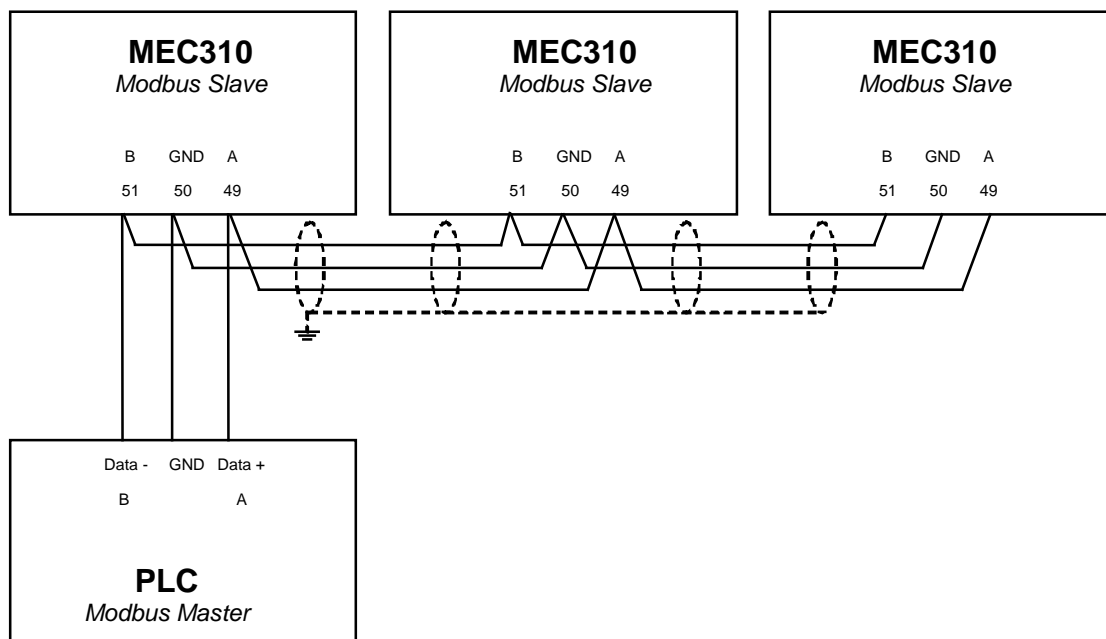 MEC310
Modbus Slave
B GND A
51 50 49
MEC310
Modbus Slave
B GND A
51 50 49
MEC310
Modbus Slave
B GND A
51 50 49
Data - GND Data +
B A
PLC
Modbus Master